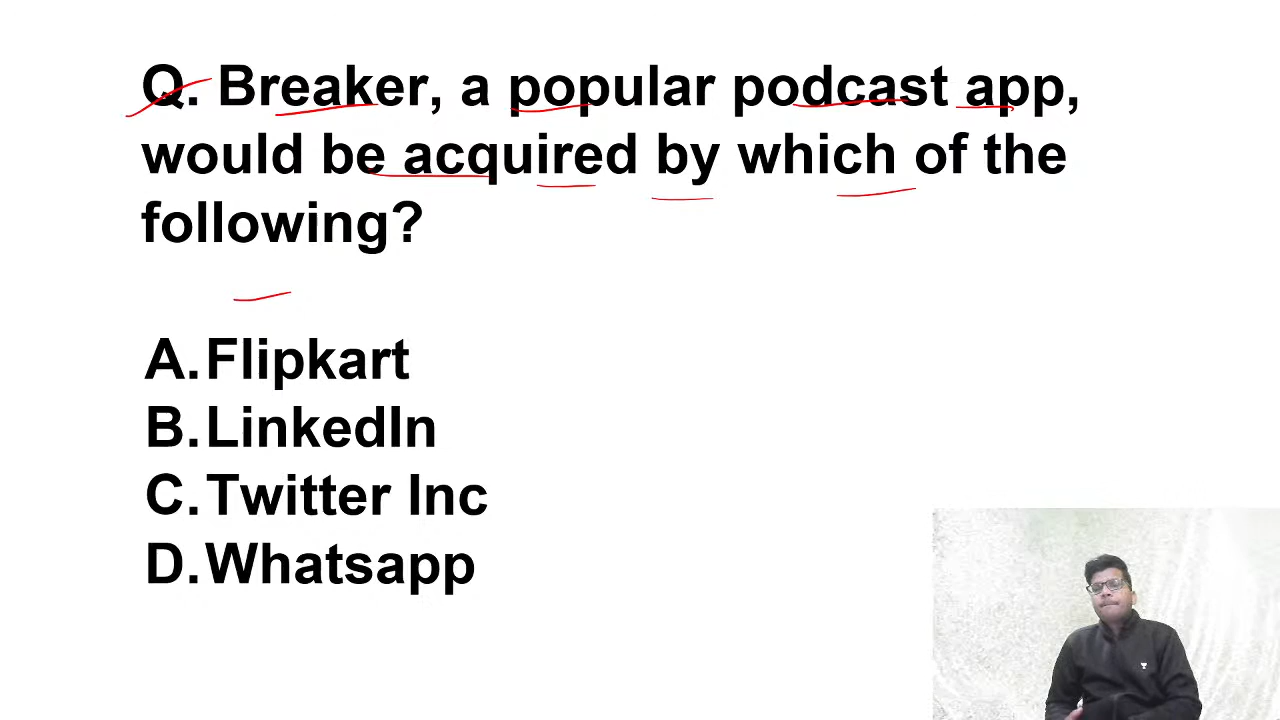 Q. Breaker, a popular podcast app,
would be acquired by which of the
following?
A. Flipkart
B. LinkedIn
C. Twitter Inc
D. Whatsapp